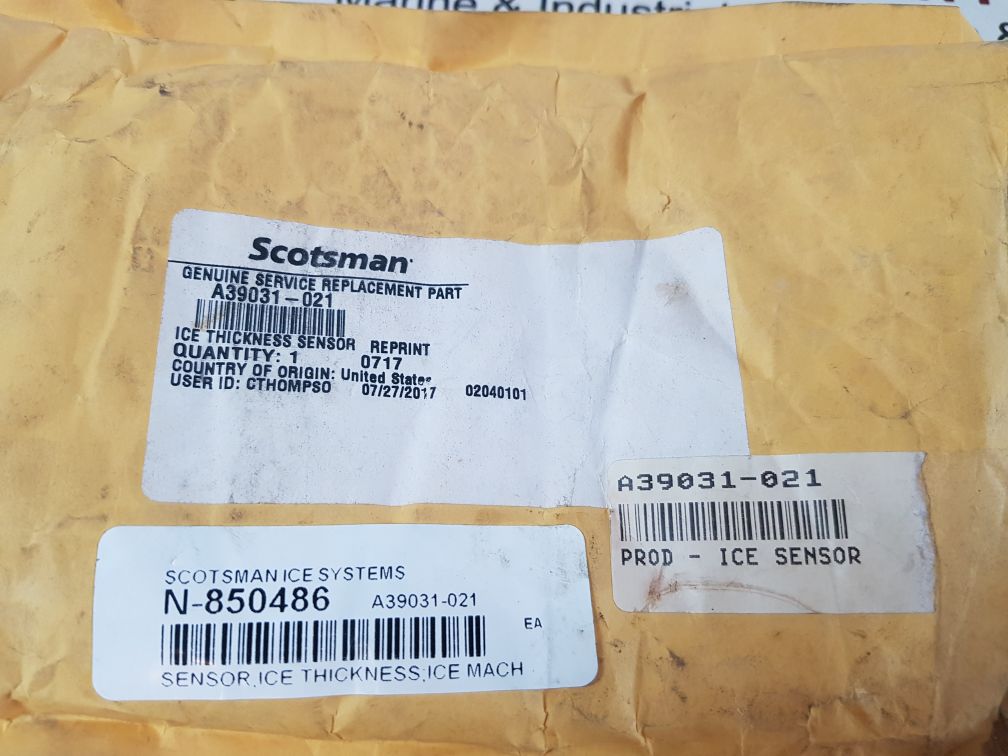 Marine & Industrial
&
Scotsman
GENUINE SERVICE REPLACEMENT PART
A39031-021
ICE THICKNESS SENSOR REPRINT
QUANTITY: 1 0717
COUNTRY OF ORIGIN: United States
USER ID: CTHOMPSO 07/27/2017 02040101
A39031-021
PROD - ICE SENSOR
SCOTSMAN ICE SYSTEMS
N-850486 A39031-021
EA
SENSOR,ICE THICKNESS,ICE MACH